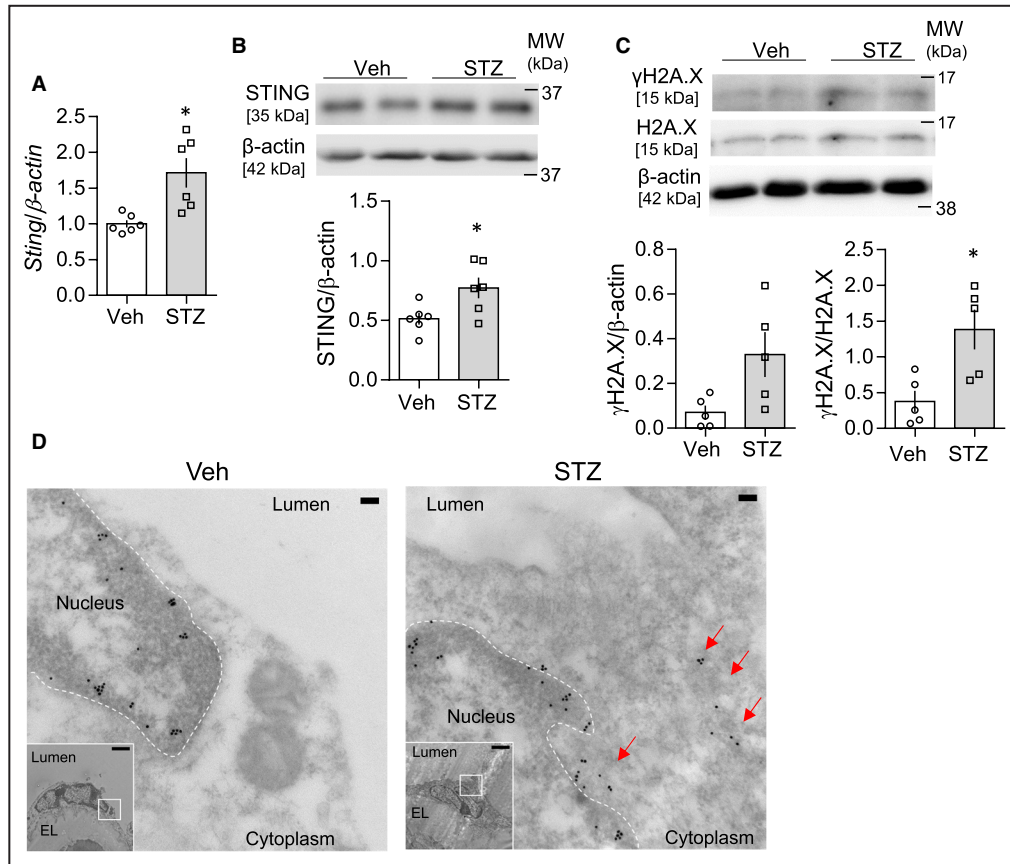 A
Sting/β-actin
2.5
2.0
1.5
1.0
0.5
0.0
*
Veh
STZ
B
MW
(kDa)
Veh
STZ
STING
[35 kDa]
37
β-actin
[42 kDa]
37
STING/β-actin
1.5
1.0
0.5
0.0
*
Veh
STZ
C
MW
(kDa)
Veh
STZ
γH2A.X
[15 kDa]
17
H2A.X
[15 kDa]
17
β-actin
[42 kDa]
38
γH2A.X/β-actin
0.8
0.6
0.4
0.2
0.0
Veh
STZ
γH2A.X/H2A.X
2.5
2.0
1.5
1.0
0.5
0.0
*
Veh
STZ
D
Veh
Lumen
Nucleus
Lumen
EL
Cytoplasm
STZ
Lumen
Nucleus
Lumen
EL
Cytoplasm